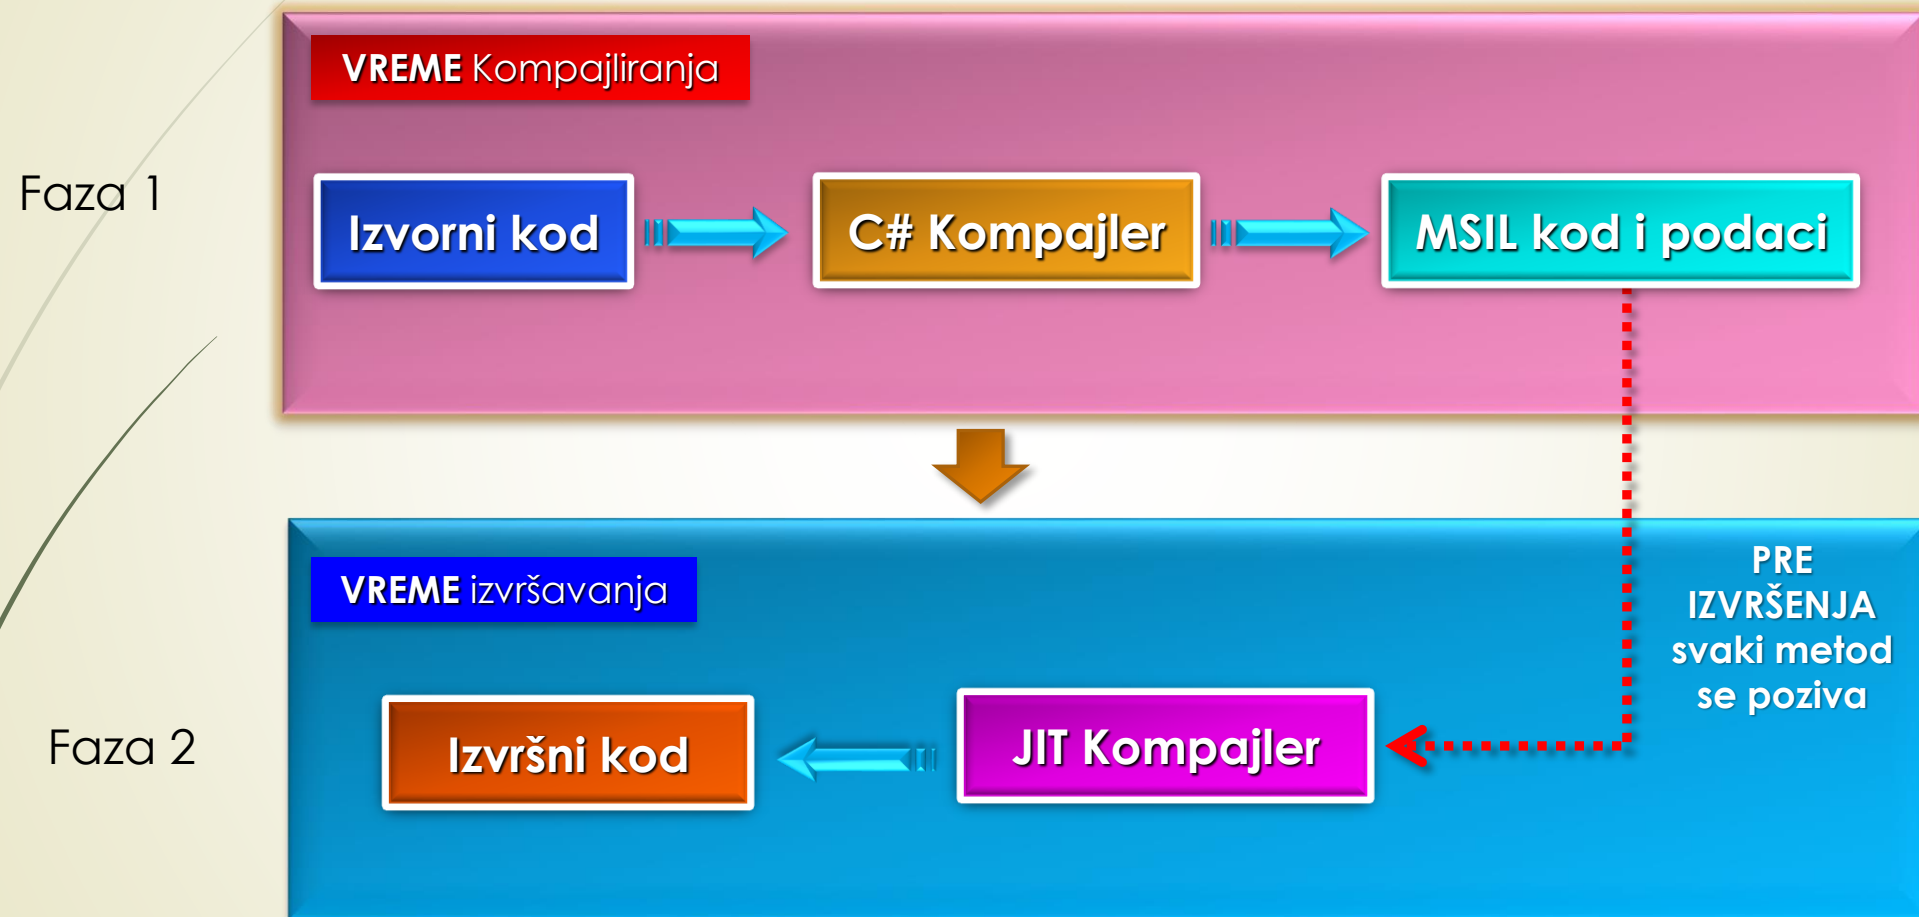 VREME Kompajliranja
Faza 1
Izvorni kod
C# Kompajler
MSIL kod i podaci
VREME izvršavanja
PRE
IZVRŠENJA
svaki metod
se poziva
Faza 2
Izvršni kod
JIT Kompajler